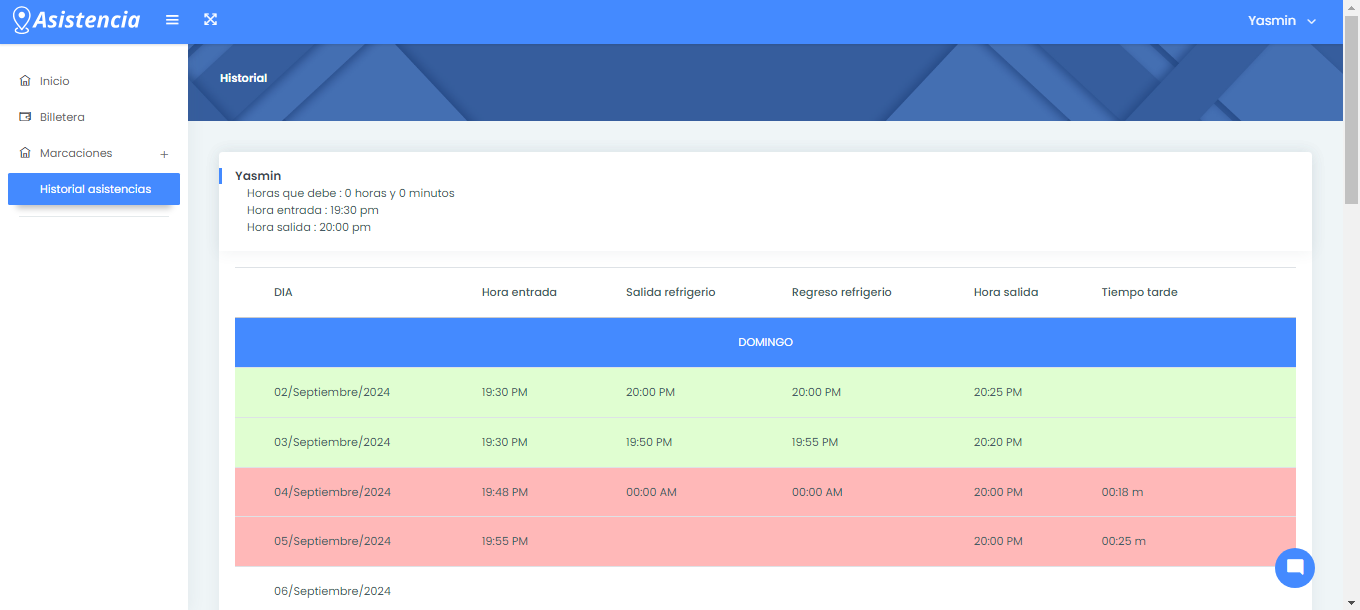 Asistencia
Yasmin
Inicio
Billetera
Marcaciones +
Historial asistencias
Historial
Yasmin
Horas que debe : 0 horas y 0 minutos
Hora entrada : 19:30 pm
Hora salida : 20:00 pm
DIA Hora entrada Salida refrigerio Regreso refrigerio Hora salida Tiempo tarde
DOMINGO
02/Septiembre/2024 19:30 PM 20:00 PM 20:00 PM 20:25 PM
03/Septiembre/2024 19:30 PM 19:50 PM 19:55 PM 20:20 PM
04/Septiembre/2024 19:48 PM 00:00 AM 00:00 AM 20:00 PM 00:18 m
05/Septiembre/2024 19:55 PM 20:00 PM 00:25 m
06/Septiembre/2024